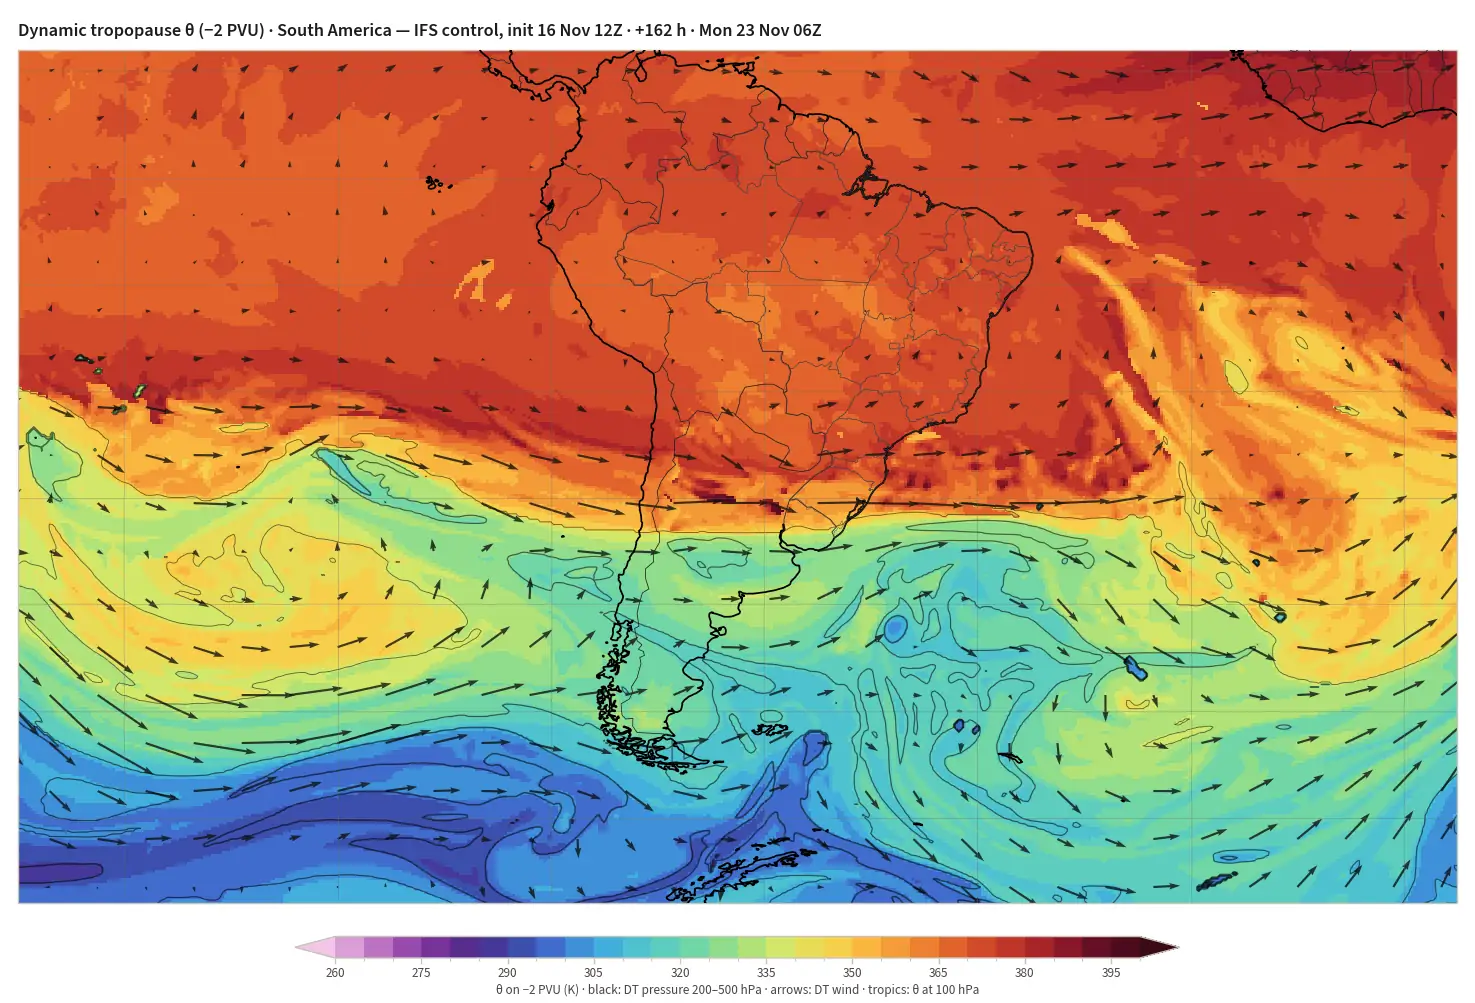 Dynamic tropopause θ (−2 PVU) · South America — IFS control, init 16 Nov 12Z · +162 h · Mon 23 Nov 06Z
260 275 290 305 320 335 350 365 380 395
θ on −2 PVU (K) · black: DT pressure 200–500 hPa · arrows: DT wind · tropics: θ at 100 hPa